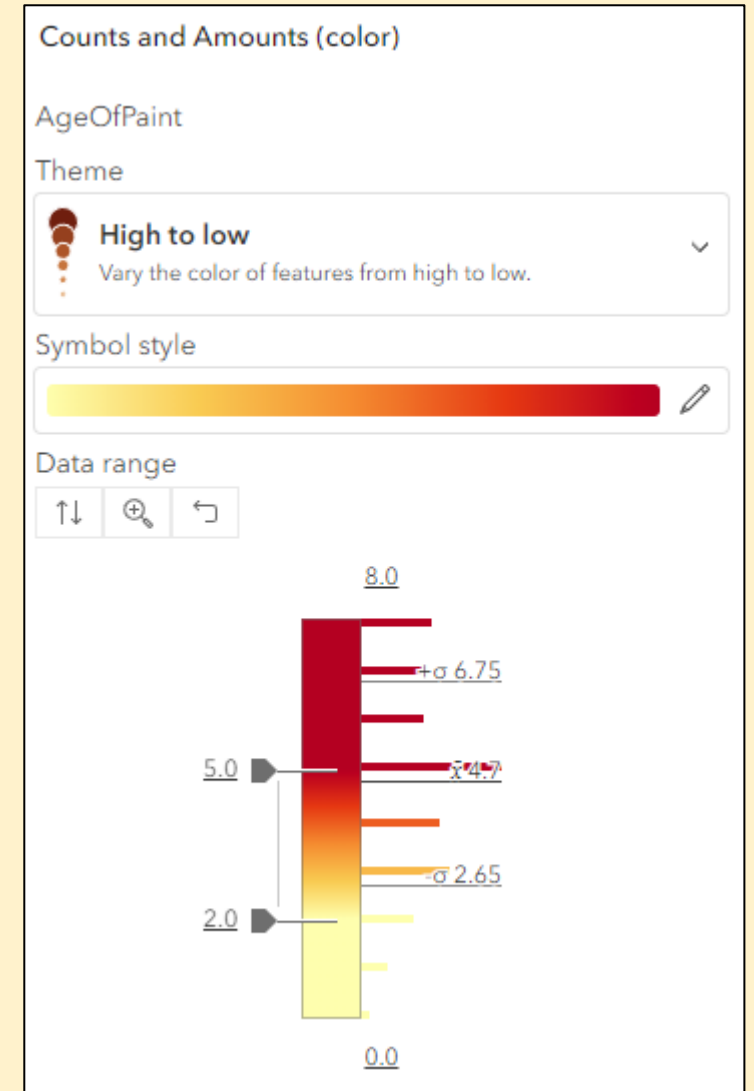 Counts and Amounts (color)
AgeOfPaint
Theme
High to low
Vary the color of features from high to low.
Symbol style
Data range
8.0
+σ 6.75
5.0
x̄ 4.7
-σ 2.65
2.0
0.0